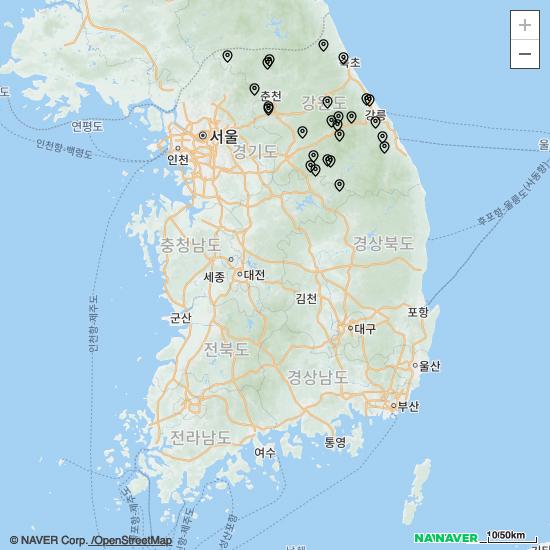 +
−
속초
춘천
강원도
강릉
연평도
서울
인천항-백령도
인천
경기도
울
후포항-울릉도(사동항)
충청남도
경상북도
세종
대전
인천항-제주도
김천
군산
포항
대구
전북도
경상남도
울산
부산
전라남도
여수
통영
© NAVER Corp. /OpenStreetMap
NAVER
10/50km